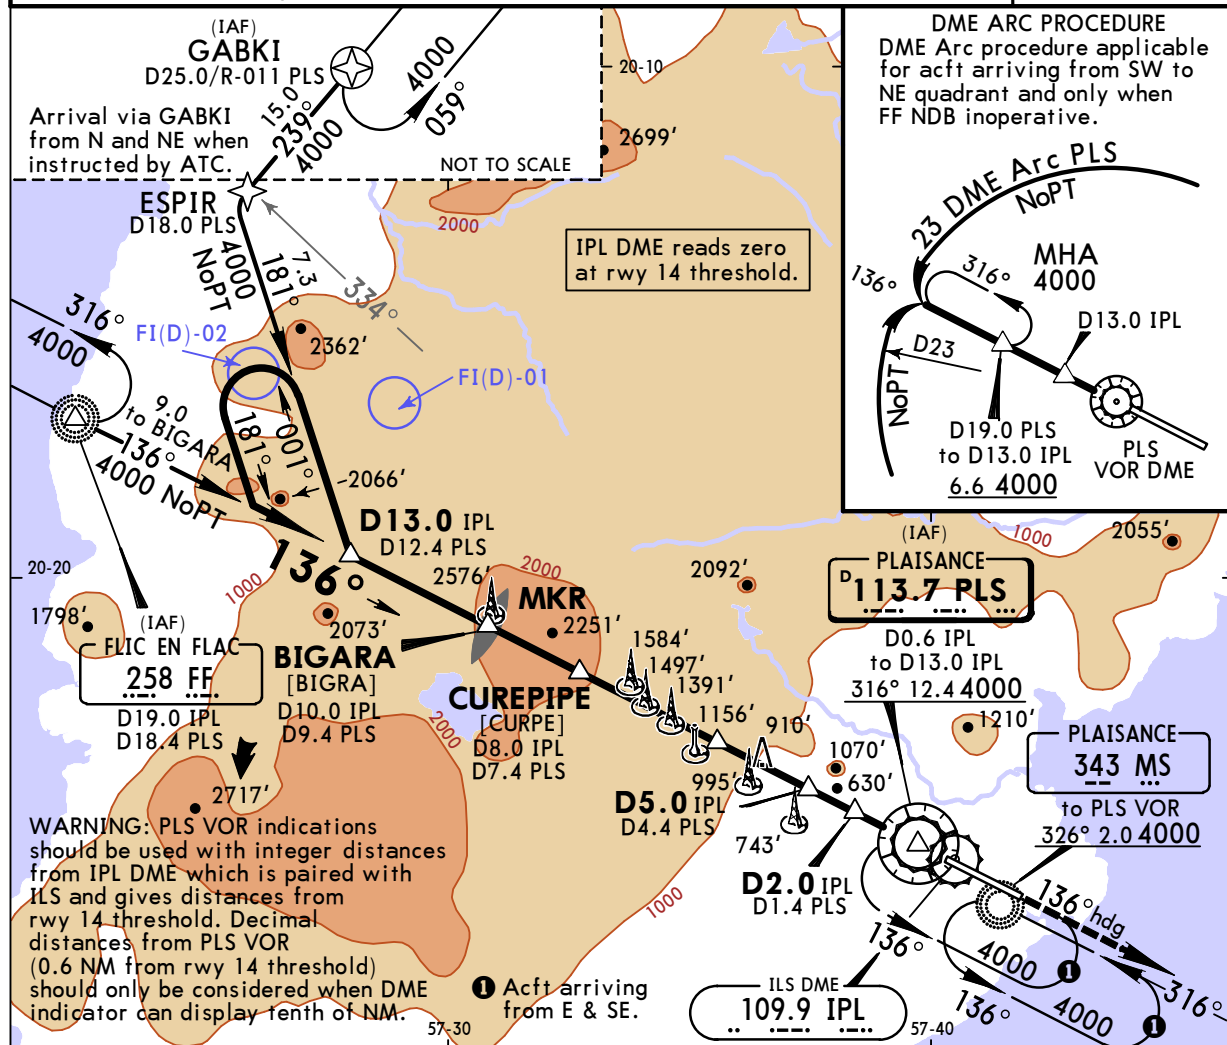 (IAF)
GABKI
D25.0/R-011 PLS
Arrival via GABKI
from N and NE when
instructed by ATC.
15.0
239°
4000
4000
059°
NOT TO SCALE
20-10
2699'
DME ARC PROCEDURE
DME Arc procedure applicable
for acft arriving from SW to
NE quadrant and only when
FF NDB inoperative.
23 DME Arc PLS
NoPT
MHA
4000
136°
316°
D13.0 IPL
D23
NoPT
D19.0 PLS
to D13.0 IPL
6.6 4000
PLS
VOR DME
ESPIR
D18.0 PLS
4000
NoPT
7.3
181°
334°
2000
IPL DME reads zero
at rwy 14 threshold.
316°
4000
FI(D)-02
2362'
FI(D)-01
9.0
to BIGARA
136°
4000 NoPT
181°
001°
2066'
D13.0 IPL
D12.4 PLS
136°
20-20
1000
2576'
2000
MKR
2251'
2092'
(IAF)
PLAISANCE
D 113.7 PLS
1000
2055'
1798'
(IAF)
FLIC EN FLAC
258 FF
D19.0 IPL
D18.4 PLS
2073'
BIGARA
[BIGRA]
D10.0 IPL
D9.4 PLS
CUREPIPE
[CURPE]
D8.0 IPL
D7.4 PLS
2000
1584'
1497'
1391'
1156'
910'
D0.6 IPL
to D13.0 IPL
316° 12.4 4000
1210'
PLAISANCE
343 MS
to PLS VOR
326° 2.0 4000
1070'
630'
995'
D5.0 IPL
D4.4 PLS
743'
D2.0 IPL
D1.4 PLS
2717'
WARNING: PLS VOR indications
should be used with integer distances
from IPL DME which is paired with
ILS and gives distances from
rwy 14 threshold. Decimal
distances from PLS VOR
(0.6 NM from rwy 14 threshold)
should only be considered when DME
indicator can display tenth of NM.
1000
1 Acft arriving
from E & SE.
57-30
ILS DME
109.9 IPL
57-40
136° hdg
136°
4000
1
136°
4000
1
316°